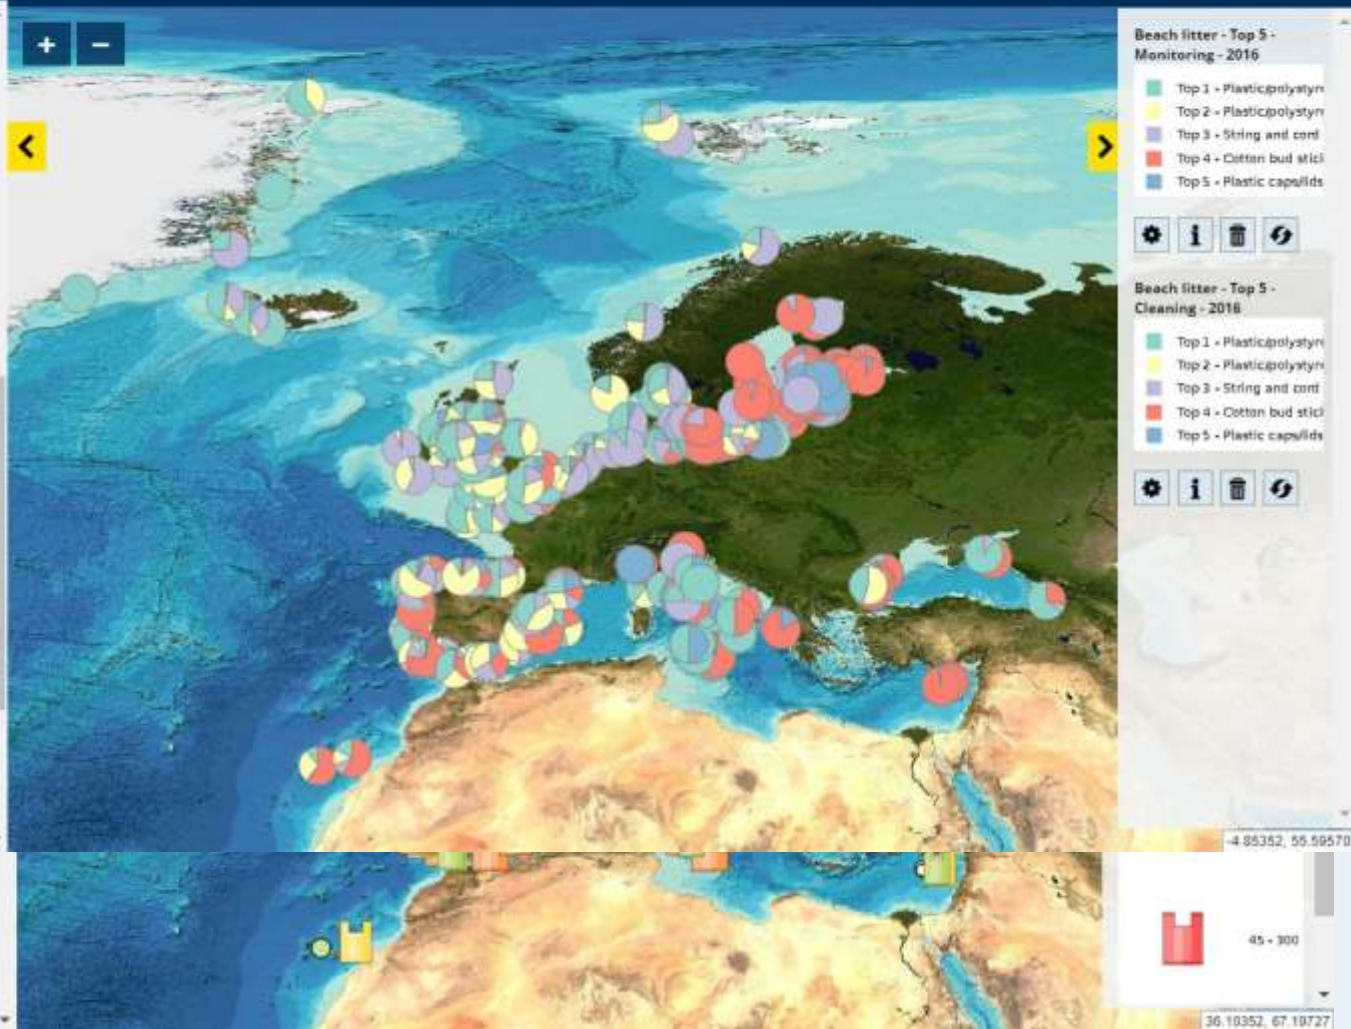 + −
Beach litter - Top 5 -
Monitoring - 2016
Top 1 - Plastic/polystyr
Top 2 - Plastic/polystyr
Top 3 - String and cord
Top 4 - Cotton bud stic
Top 5 - Plastic caps/lids
Beach litter - Top 5 -
Cleaning - 2016
Top 1 - Plastic/polystyr
Top 2 - Plastic/polystyr
Top 3 - String and cord
Top 4 - Cotton bud stic
Top 5 - Plastic caps/lids
-4.85352, 55.59570
45 - 300
36.19352, 67.19727